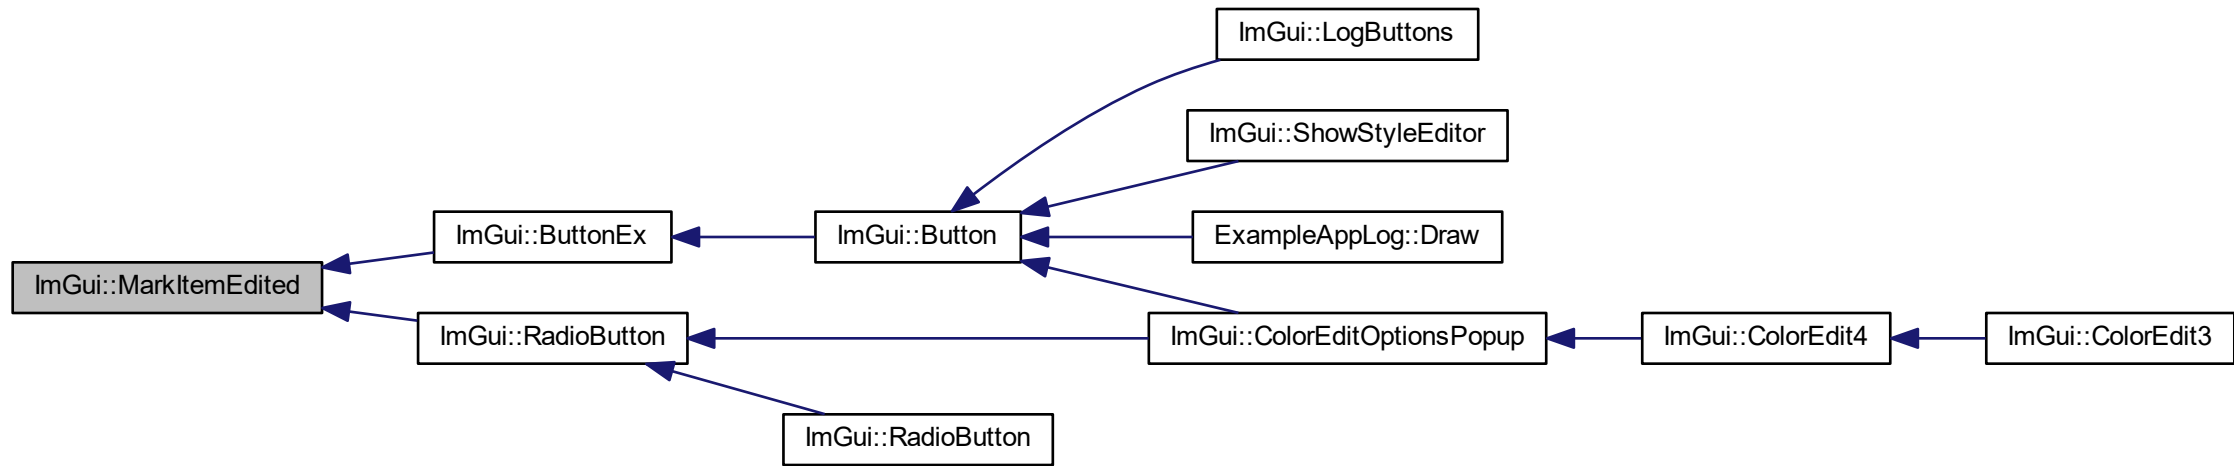 ImGui::LogButtons
ImGui::ShowStyleEditor
ImGui::ButtonEx
ImGui::Button
ExampleAppLog::Draw
ImGui::MarkItemEdited
ImGui::RadioButton
ImGui::ColorEditOptionsPopup
ImGui::ColorEdit4
ImGui::ColorEdit3
ImGui::RadioButton